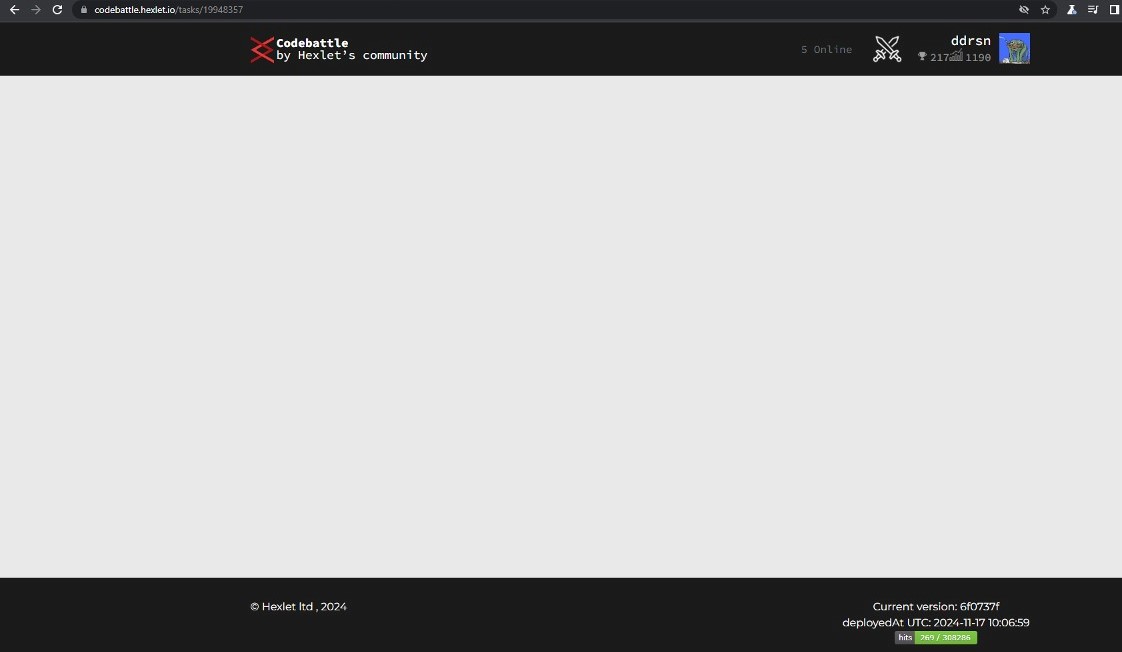 codebattle.hexlet.io/tasks/19948357
Codebattle
by Hexlet's community
5 Online
ddrsn
217 1190
© Hexlet ltd , 2024
Current version: 6f0737f
deployedAt UTC: 2024-11-17 10:06:59
hits 269 / 308286